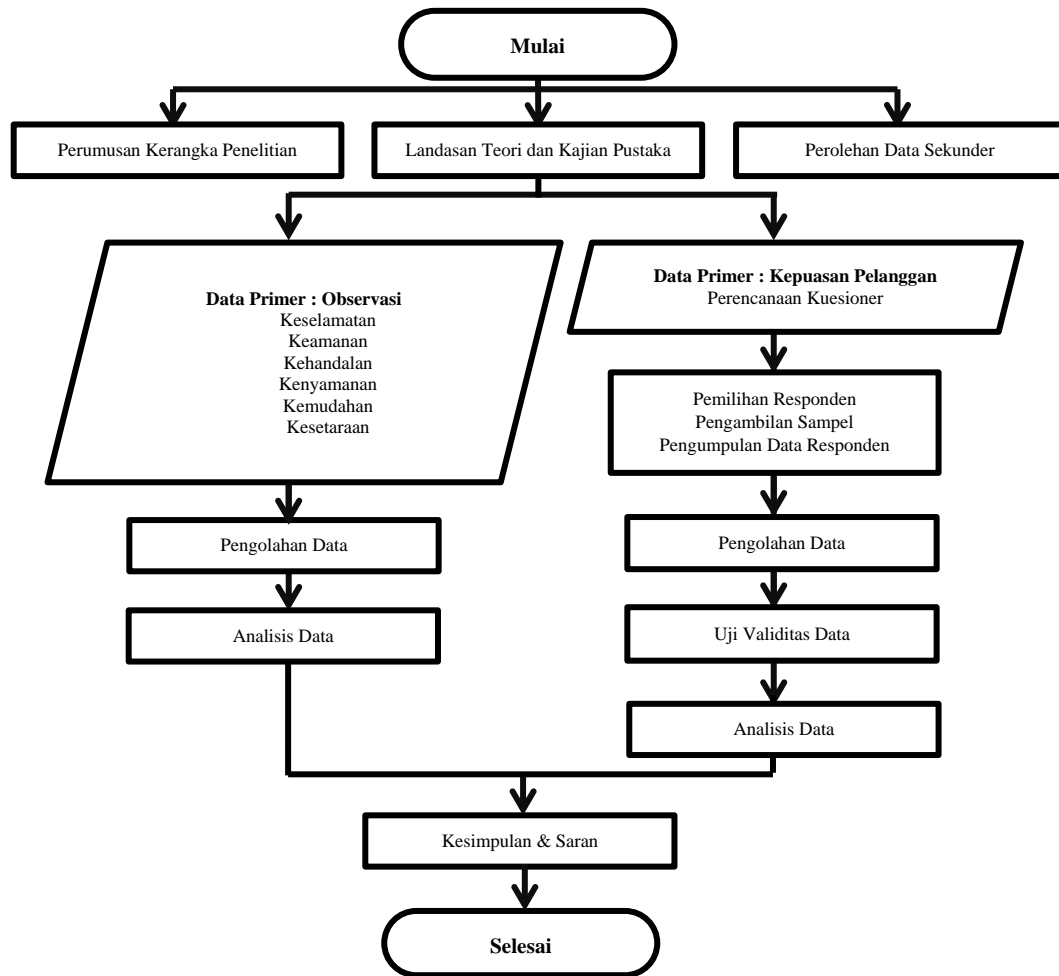 Mulai
Perumusan Kerangka Penelitian
Landasan Teori dan Kajian Pustaka
Perolehan Data Sekunder
Data Primer : Observasi
Keselamatan
Keamanan
Kehandalan
Kenyamanan
Kemudahan
Kesetaraan
Data Primer : Kepuasan Pelanggan
Perencanaan Kuesioner
Pemilihan Responden
Pengambilan Sampel
Pengumpulan Data Responden
Pengolahan Data
Pengolahan Data
Analisis Data
Uji Validitas Data
Analisis Data
Kesimpulan & Saran
Selesai